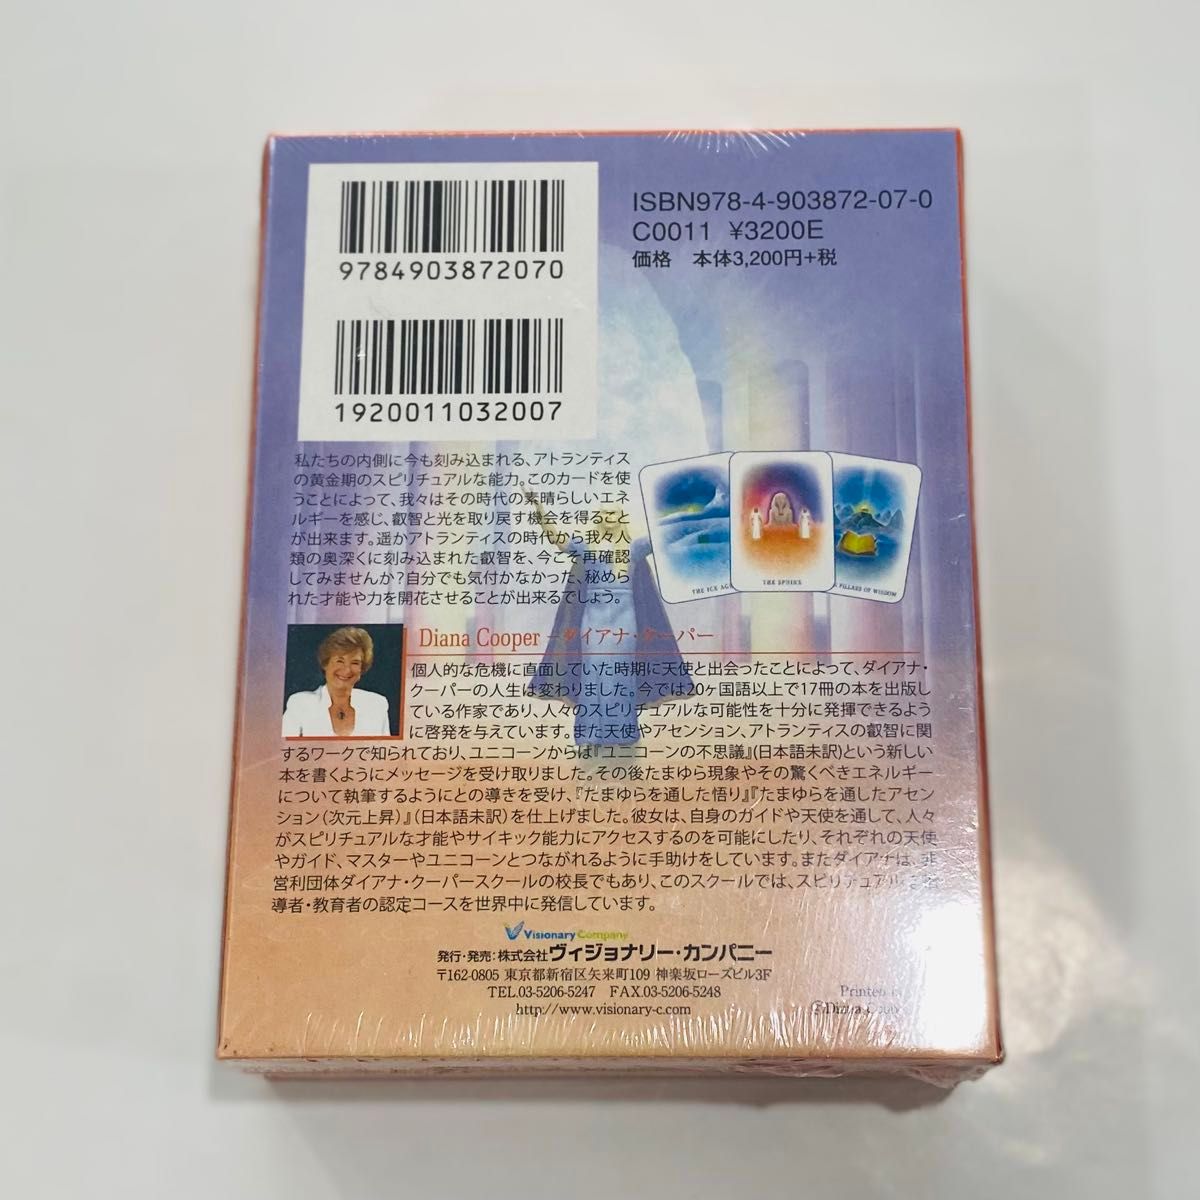 9784903872070
ISBN978-4-903872-07-0
C0011 ¥3200E
価格 本体3,200円+税
1920011032007
私たちの内側に今も刻み込まれる、アトランティス
の黄金期のスピリチュアルな能力。このカードを使
うことによって、我々はその時代の素晴らしいエネ
ルギーを感じ、叡智と光を取り戻す機会を得ること
が出来ます。遥かアトランティスの時代から我々人
類の奥深くに刻み込まれた叡智を、今こそ再確認
してみませんか?自分でも気付かなかった、秘めら
れた才能や力を開花させることが出来るでしょう。
THE ICE AGE
THE SPHINX
PILLARS OF WISDOM
Diana Cooper −ダイアナ・クーパー
個人的な危機に直面していた時期に天使と出会ったことによって、ダイアナ・
クーパーの人生は変わりました。今では20ヶ国語以上で17冊の本を出版し
ている作家であり、人々のスピリチュアルな可能性を十分に発揮できるよう
に啓発を与えています。また天使やアセンション、アトランティスの叡智に関
するワークで知られており、ユニコーンからは『ユニコーンの不思議』(日本語未訳)という新しい
本を書くようにメッセージを受け取りました。その後たまゆら現象やその驚くべきエネルギー
について執筆するようにとの導きを受け、『たまゆらを通した悟り』『たまゆらを通したアセン
ション(次元上昇)』(日本語未訳)を仕上げました。彼女は、自身のガイドや天使を通して、人々
がスピリチュアルな才能やサイキック能力にアクセスするのを可能にしたり、それぞれの天使
やガイド、マスターやユニコーンとつながれるように手助けをしています。またダイアナは、非
営利団体ダイアナ・クーパースクールの校長でもあり、このスクールでは、スピリチュアルな指
導者・教育者の認定コースを世界中に発信しています。
Visionary Company
発行・発売:株式会社ヴィジョナリー・カンパニー
〒162-0805 東京都新宿区矢来町109 神楽坂ローズビル3F
TEL.03-5206-5247 FAX.03-5206-5248
http://www.visionary-c.com
Printed in
©Diana Coop